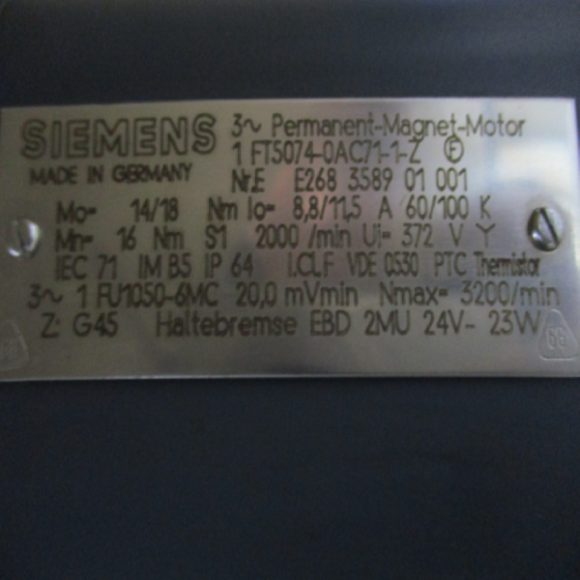 SIEMENS 3~ Permanent-Magnet-Motor
1 FT5074-0AC71-1-Z F
MADE IN GERMANY Nr.E E268 3589 01 001
Mo= 14/18 Nm Io= 8,8/11,5 A 60/100 K
Mn= 16 Nm S1 2000 /min Ui= 372 V Y
IEC 71 IM B5 IP 64 I.CL.F VDE 0530 PTC Thermistor
3~ 1 FU1050-6MC 20,0 mVmin Nmax= 3200/min
Z: G45 Haltebremse EBD 2MU 24V- 23W